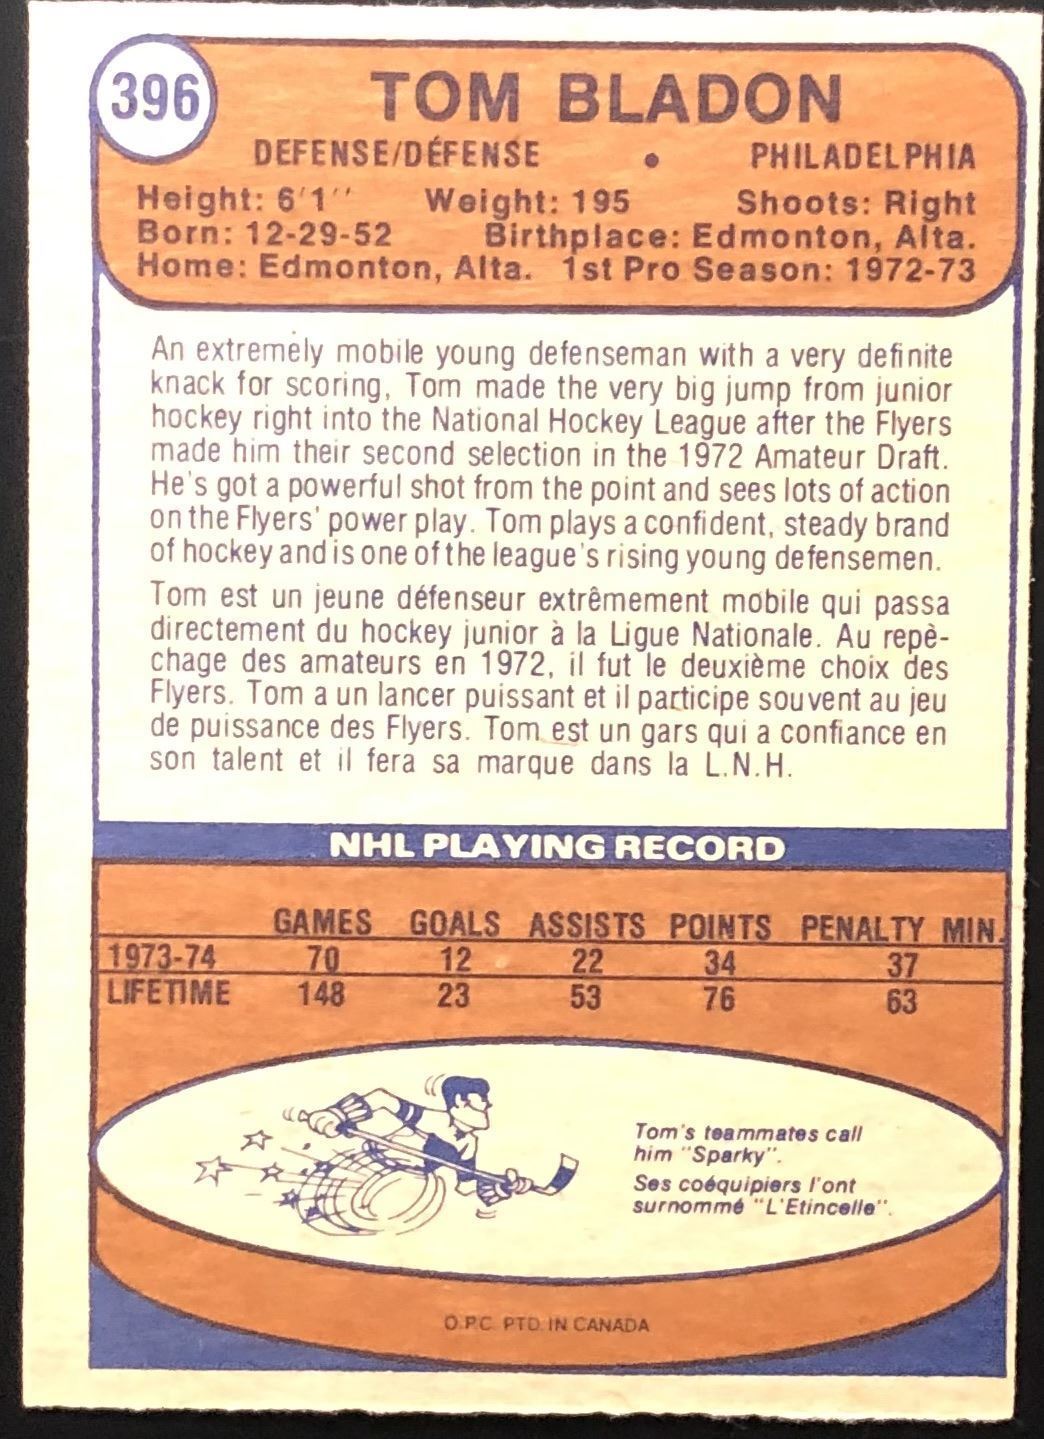 396
TOM BLADON
DEFENSE/DÉFENSE • PHILADELPHIA
Height: 6'1'' Weight: 195 Shoots: Right
Born: 12-29-52 Birthplace: Edmonton, Alta.
Home: Edmonton, Alta. 1st Pro Season: 1972-73
An extremely mobile young defenseman with a very definite
knack for scoring, Tom made the very big jump from junior
hockey right into the National Hockey League after the Flyers
made him their second selection in the 1972 Amateur Draft.
He's got a powerful shot from the point and sees lots of action
on the Flyers' power play. Tom plays a confident, steady brand
of hockey and is one of the league's rising young defensemen.
Tom est un jeune défenseur extrêmement mobile qui passa
directement du hockey junior à la Ligue Nationale. Au repè-
chage des amateurs en 1972, il fut le deuxième choix des
Flyers. Tom a un lancer puissant et il participe souvent au jeu
de puissance des Flyers. Tom est un gars qui a confiance en
son talent et il fera sa marque dans la L.N.H.
NHL PLAYING RECORD
GAMES GOALS ASSISTS POINTS PENALTY MIN.
1973-74 70 12 22 34 37
LIFETIME 148 23 53 76 63
Tom's teammates call
him "Sparky".
Ses coéquipiers l'ont
surnommé "L'Etincelle".
O.P.C. PTD. IN CANADA